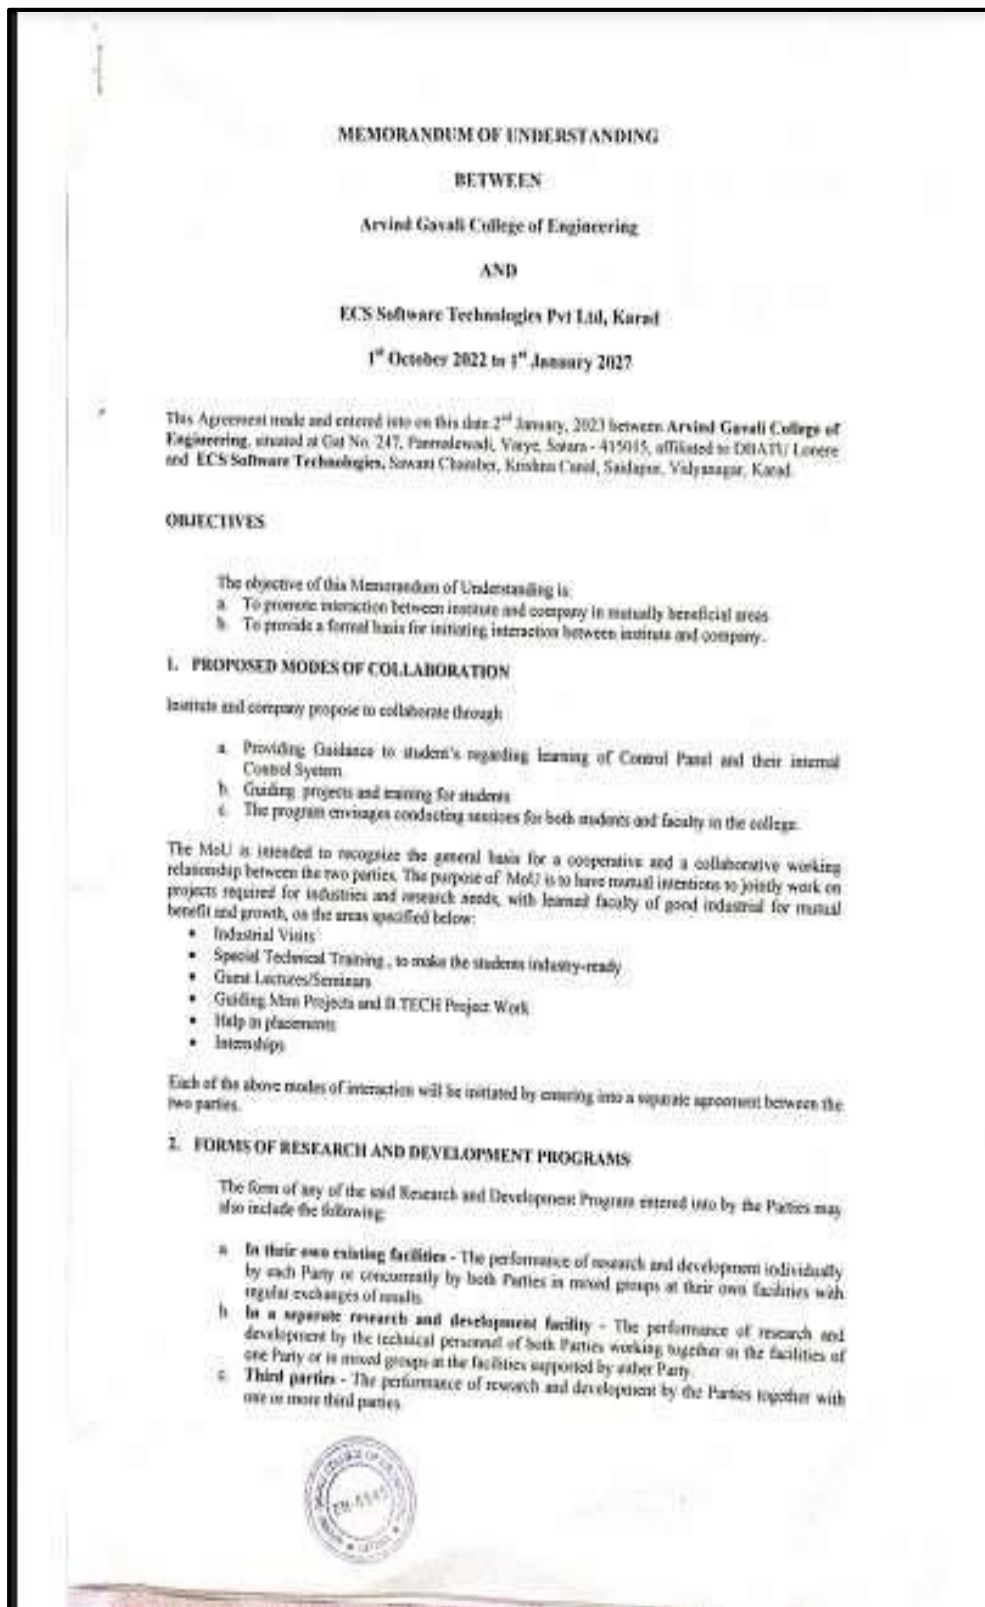 MEMORANDUM OF UNDERSTANDING
BETWEEN
Arvind Gavali College of Engineering
AND
ECS Software Technologies Pvt Ltd, Karad
1st October 2022 to 1st January 2027
This Agreement made and entered into on this date 2nd January, 2023 between Arvind Gavali College of
Engineering, situated at Gat No. 247, Panmalewadi, Varye, Satara - 415015, affiliated to DBATU Lonere
and ECS Software Technologies, Sawant Chamber, Krishna Canal, Saidapur, Vidyanagar, Karad.
OBJECTIVES
The objective of this Memorandum of Understanding is:
a. To promote interaction between institute and company in mutually beneficial areas
b. To provide a formal basis for initiating interaction between institute and company.
1. PROPOSED MODES OF COLLABORATION
Institute and company propose to collaborate through
a. Providing Guidance to student's regarding learning of Control Panel and their internal
Control System
b. Guiding projects and training for students
c. The program envisages conducting sessions for both students and faculty in the college.
The MoU is intended to recognize the general basis for a cooperative and a collaborative working
relationship between the two parties. The purpose of MoU is to have mutual intentions to jointly work on
projects required for industries and research needs, with learned faculty of good industrial for mutual
benefit and growth, on the areas specified below:
• Industrial Visits
• Special Technical Training , to make the students industry-ready
• Guest Lectures/Seminars
• Guiding Mini Projects and B.TECH Project Work
• Help in placements
• Internships
Each of the above modes of interaction will be initiated by entering into a separate agreement between the
two parties.
2. FORMS OF RESEARCH AND DEVELOPMENT PROGRAMS
The form of any of the said Research and Development Program entered into by the Parties may
also include the following:
a. In their own existing facilities - The performance of research and development individually
by each Party or concurrently by both Parties in mixed groups at their own facilities with
regular exchanges of results.
b. In a separate research and development facility - The performance of research and
development by the technical personnel of both Parties working together in the facilities of
one Party or in mixed groups at the facilities supported by either Party.
c. Third parties - The performance of research and development by the Parties together with
one or more third parties.